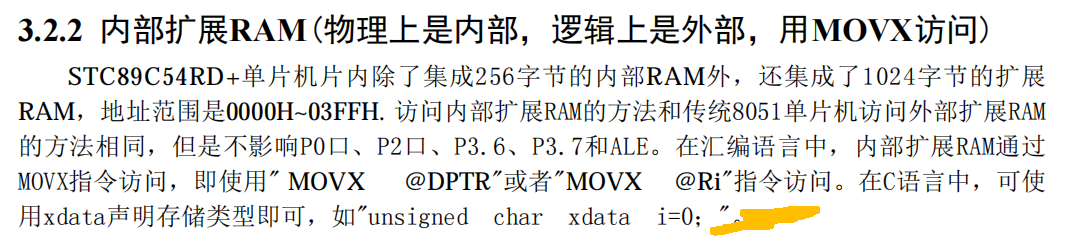 3.2.2 内部扩展RAM(物理上是内部，逻辑上是外部，用MOVX访问)
STC89C54RD+单片机片内除了集成256字节的内部RAM外，还集成了1024字节的扩展
RAM，地址范围是0000H~03FFH. 访问内部扩展RAM的方法和传统8051单片机访问外部扩展RAM
的方法相同，但是不影响P0口、P2口、P3.6、P3.7和ALE。在汇编语言中，内部扩展RAM通过
MOVX指令访问，即使用" MOVX @DPTR"或者"MOVX @Ri"指令访问。在C语言中，可使
用xdata声明存储类型即可，如"unsigned char xdata i=0；"。